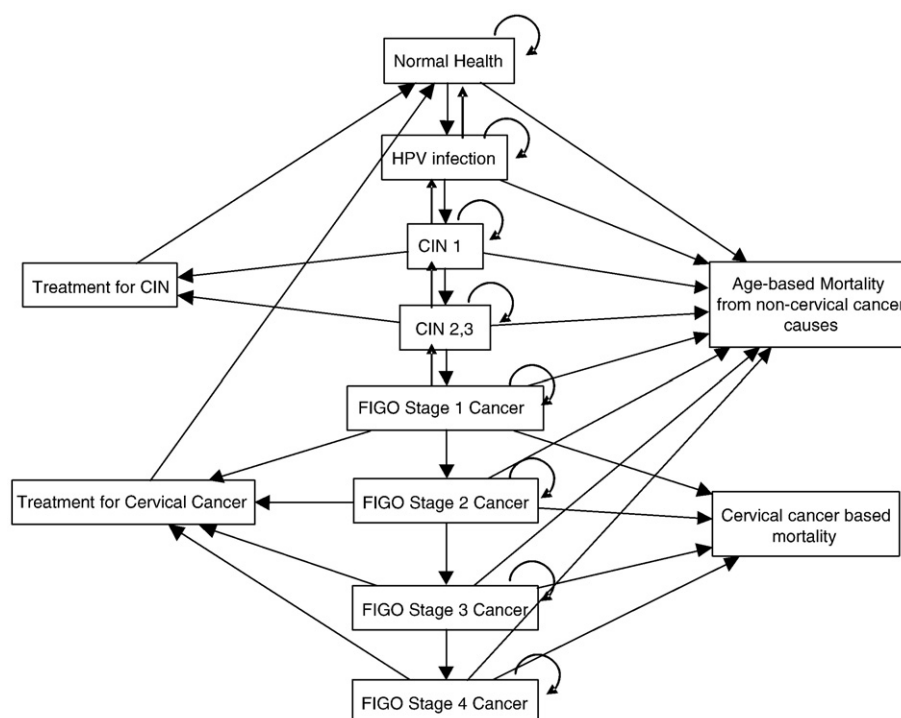 Normal Health
HPV infection
CIN 1
Treatment for CIN
Age-based Mortality
from non-cervical cancer
causes
CIN 2,3
FIGO Stage 1 Cancer
Treatment for Cervical Cancer
FIGO Stage 2 Cancer
Cervical cancer based
mortality
FIGO Stage 3 Cancer
FIGO Stage 4 Cancer